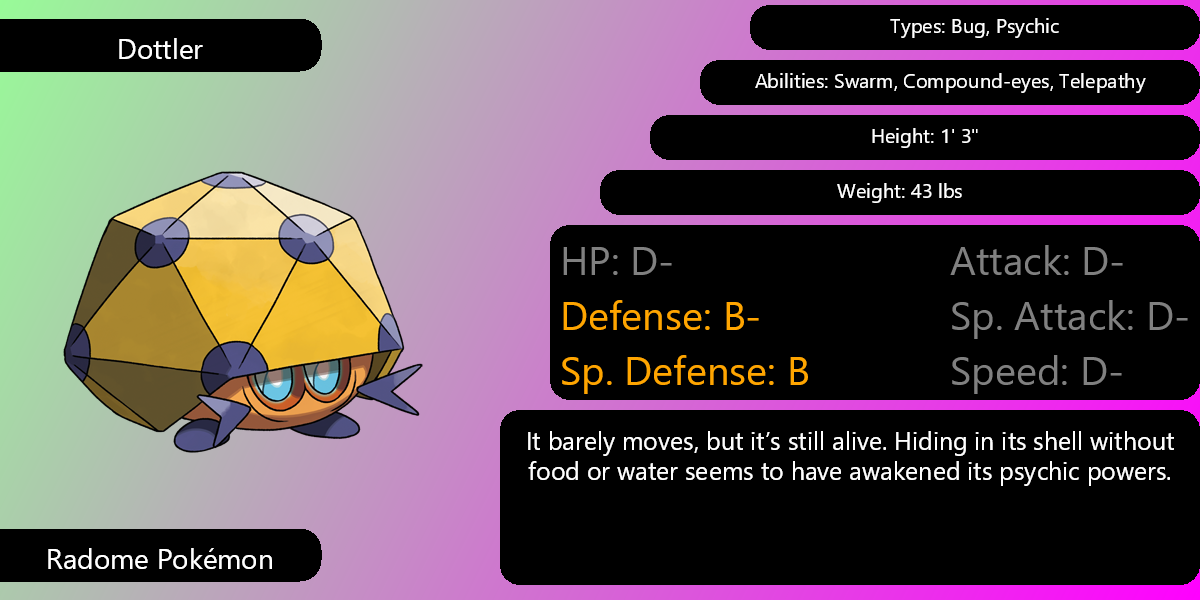 Dottler
Types: Bug, Psychic
Abilities: Swarm, Compound-eyes, Telepathy
Height: 1' 3"
Weight: 43 lbs
HP: D-
Attack: D-
Defense: B-
Sp. Attack: D-
Sp. Defense: B
Speed: D-
It barely moves, but it’s still alive. Hiding in its shell without
food or water seems to have awakened its psychic powers.
Radome Pokémon